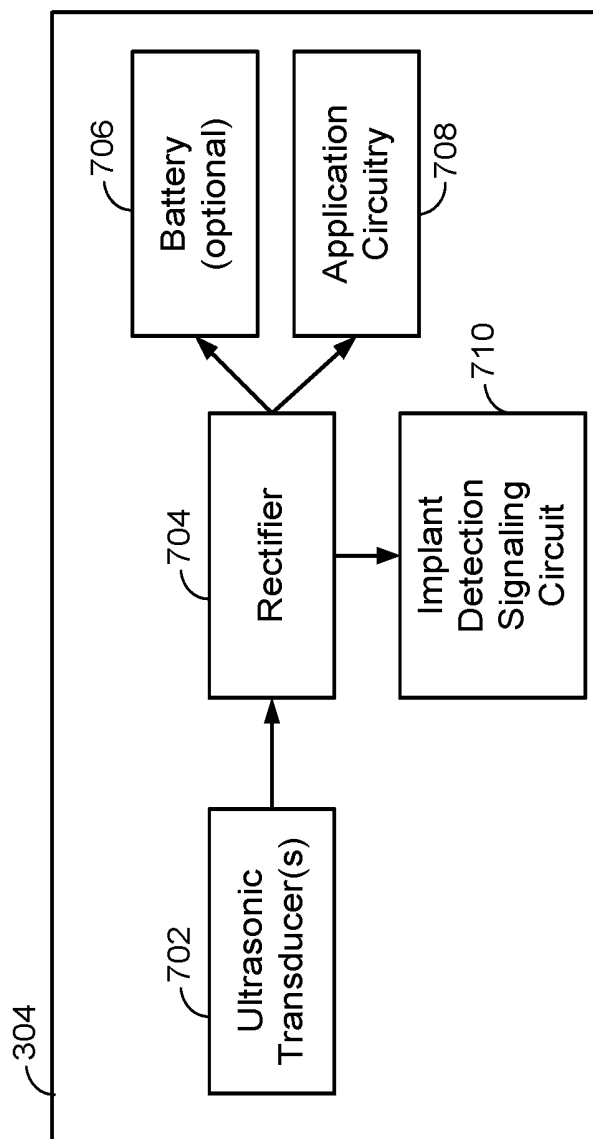 304
702
Ultrasonic
Transducer(s)
704
Rectifier
706
Battery
(optional)
Application
Circuitry
708
Implant
Detection
Signaling
Circuit
710